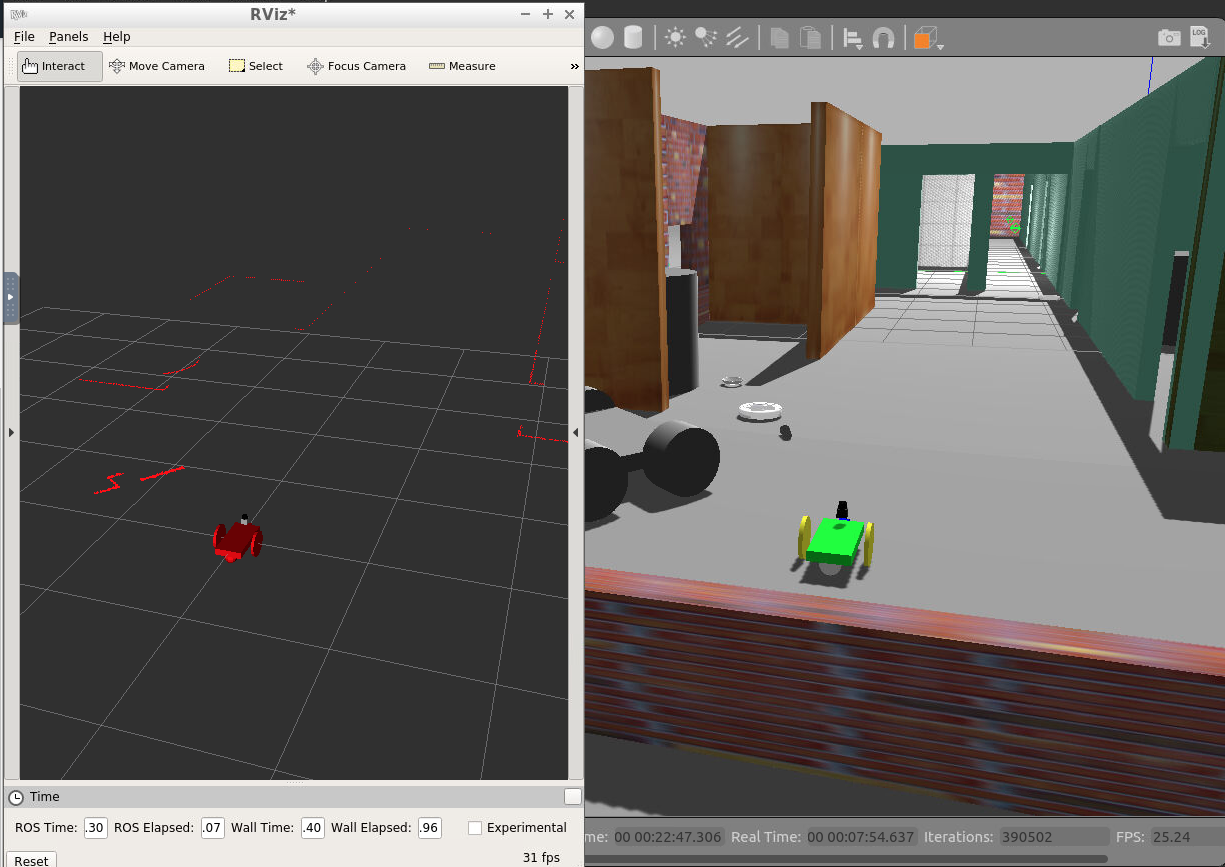 RViz*
File Panels Help
Interact Move Camera Select Focus Camera Measure »
LOG
Time
ROS Time: .30 ROS Elapsed: .07 Wall Time: .40 Wall Elapsed: .96 Experimental
me: 00 00:22:47.306 Real Time: 00 00:07:54.637 Iterations: 390502 FPS: 25.24
Reset 31 fps